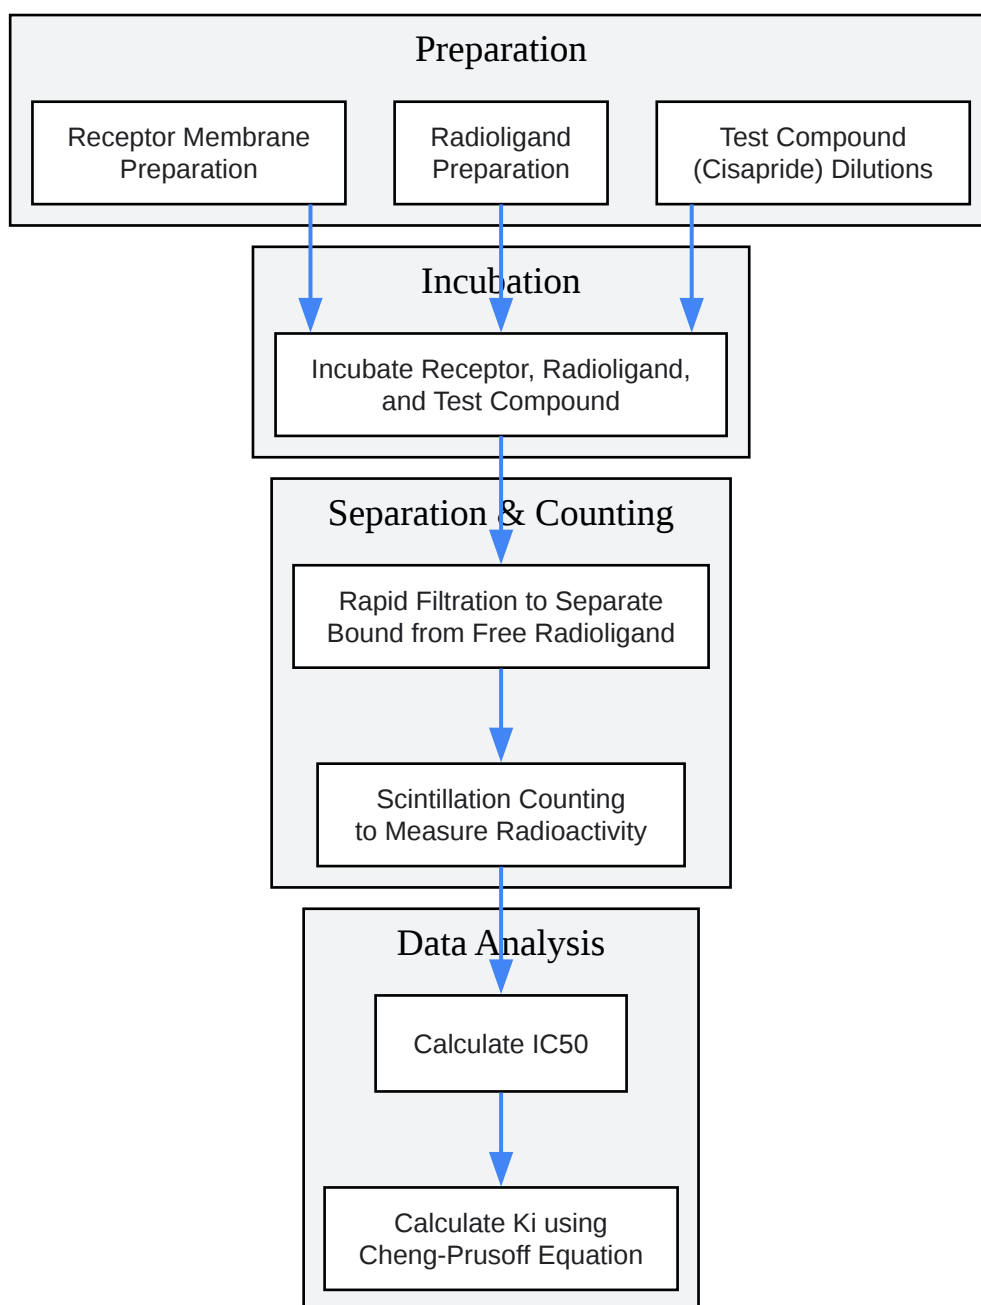 Preparation
Receptor Membrane
Preparation
Radioligand
Preparation
Test Compound
(Cisapride) Dilutions
Incubation
Incubate Receptor, Radioligand,
and Test Compound
Separation & Counting
Rapid Filtration to Separate
Bound from Free Radioligand
Scintillation Counting
to Measure Radioactivity
Data Analysis
Calculate IC50
Calculate Ki using
Cheng-Prusoff Equation